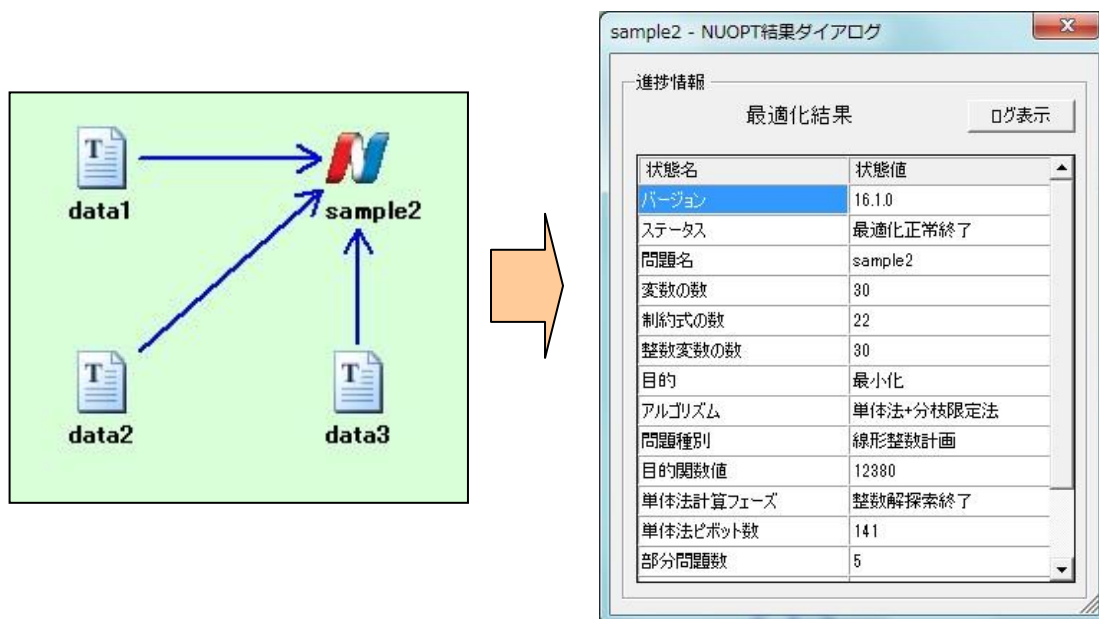 data1
sample2
data2
data3
sample2 - NUOPT結果ダイアログ
進捗情報
最適化結果
ログ表示
状態名 状態値
バージョン 16.1.0
ステータス 最適化正常終了
問題名 sample2
変数の数 30
制約式の数 22
整数変数の数 30
目的 最小化
アルゴリズム 単体法+分枝限定法
問題種別 線形整数計画
目的関数値 12380
単体法計算フェーズ 整数解探索終了
単体法ピボット数 141
部分問題数 5